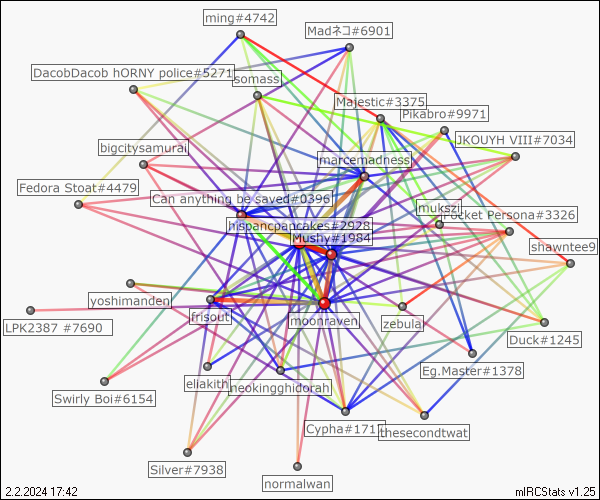 ming#4742
Madネコ#6901
DacobDacob hORNY police#5271
somass
Majestic#3375
Pikabro#9971
JKOUYH VIII#7034
bigcitysamurai
marcemadness
Fedora Stoat#4479
Can anything be saved#0396
mukszil
Pocket Persona#3326
hispancpancakes#2928
Mushy#1984
shawntee9
yoshimanden
frisout
moonraven
zebula
LPK2387 #7690
Duck#1245
Eg.Master#1378
eliakith
neokingghidorah
Swirly Boi#6154
Cypha#171
thesecondtwat
Silver#7938
normalwan
2.2.2024 17:42
mIRCStats v1.25